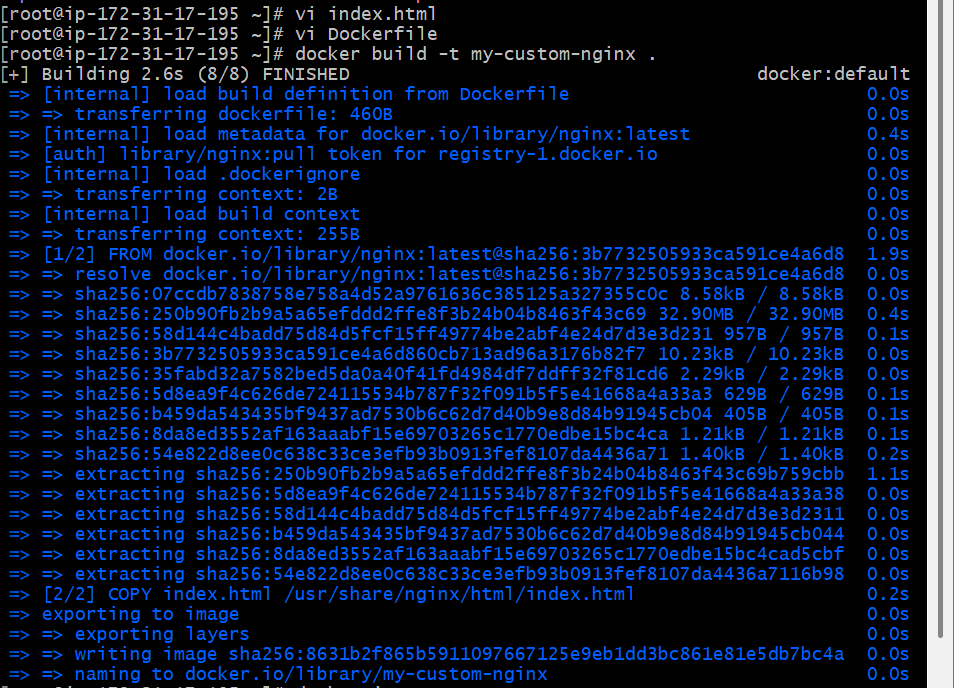 [root@ip-172-31-17-195 ~]# vi index.html
[root@ip-172-31-17-195 ~]# vi Dockerfile
[root@ip-172-31-17-195 ~]# docker build -t my-custom-nginx .
[+] Building 2.6s (8/8) FINISHED docker:default
=> [internal] load build definition from Dockerfile 0.0s
=> => transferring dockerfile: 460B 0.0s
=> [internal] load metadata for docker.io/library/nginx:latest 0.4s
=> [auth] library/nginx:pull token for registry-1.docker.io 0.0s
=> [internal] load .dockerignore 0.0s
=> => transferring context: 2B 0.0s
=> [internal] load build context 0.0s
=> => transferring context: 255B 0.0s
=> [1/2] FROM docker.io/library/nginx:latest@sha256:3b7732505933ca591ce4a6d8 1.9s
=> => resolve docker.io/library/nginx:latest@sha256:3b7732505933ca591ce4a6d8 0.0s
=> => sha256:07ccdb7838758e758a4d52a9761636c385125a327355c0c 8.58kB / 8.58kB 0.0s
=> => sha256:250b90fb2b9a5a65efddd2ffe8f3b24b04b8463f43c69 32.90MB / 32.90MB 0.4s
=> => sha256:58d144c4badd75d84d5fcf15ff49774be2abf4e24d7d3e3d231 957B / 957B 0.1s
=> => sha256:3b7732505933ca591ce4a6d860cb713ad96a3176b82f7 10.23kB / 10.23kB 0.0s
=> => sha256:35fabd32a7582bed5da0a40f41fd4984df7ddff32f81cd6 2.29kB / 2.29kB 0.0s
=> => sha256:5d8ea9f4c626de724115534b787f32f091b5f5e41668a4a33a3 629B / 629B 0.1s
=> => sha256:b459da543435bf9437ad7530b6c62d7d40b9e8d84b91945cb04 405B / 405B 0.1s
=> => sha256:8da8ed3552af163aaabf15e69703265c1770edbe15bc4ca 1.21kB / 1.21kB 0.1s
=> => sha256:54e822d8ee0c638c33ce3efb93b0913fef8107da4436a71 1.40kB / 1.40kB 0.2s
=> => extracting sha256:250b90fb2b9a5a65efddd2ffe8f3b24b04b8463f43c69b759cbb 1.1s
=> => extracting sha256:5d8ea9f4c626de724115534b787f32f091b5f5e41668a4a33a38 0.0s
=> => extracting sha256:58d144c4badd75d84d5fcf15ff49774be2abf4e24d7d3e3d2311 0.0s
=> => extracting sha256:b459da543435bf9437ad7530b6c62d7d40b9e8d84b91945cb044 0.0s
=> => extracting sha256:8da8ed3552af163aaabf15e69703265c1770edbe15bc4cad5cbf 0.0s
=> => extracting sha256:54e822d8ee0c638c33ce3efb93b0913fef8107da4436a7116b98 0.0s
=> [2/2] COPY index.html /usr/share/nginx/html/index.html 0.2s
=> exporting to image 0.0s
=> => exporting layers 0.0s
=> => writing image sha256:8631b2f865b5911097667125e9eb1dd3bc861e81e5db7bc4a 0.0s
=> => naming to docker.io/library/my-custom-nginx 0.0s